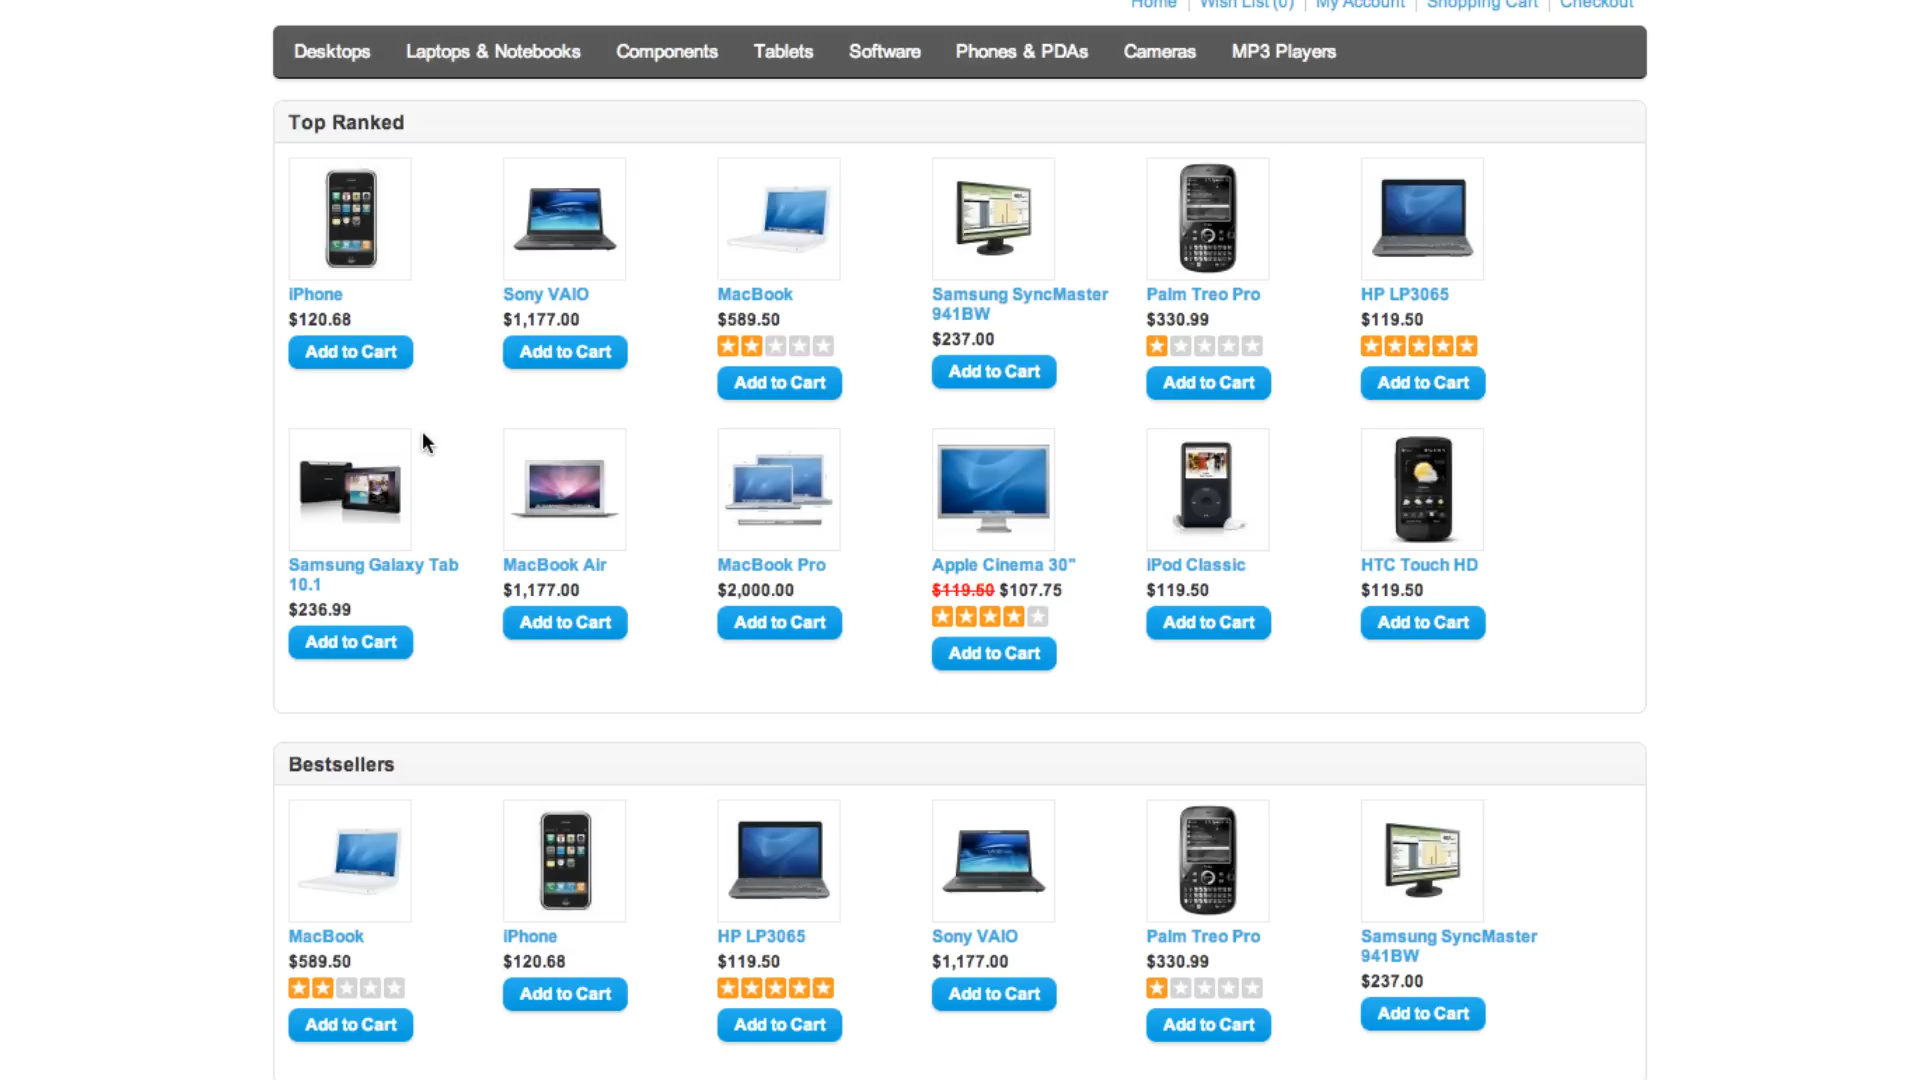 Home | Wish List (0) | My Account | Shopping Cart | Checkout
Desktops Laptops & Notebooks Components Tablets Software Phones & PDAs Cameras MP3 Players
Top Ranked
iPhone
$120.68
Add to Cart
Sony VAIO
$1,177.00
Add to Cart
MacBook
$589.50
Add to Cart
Samsung SyncMaster
941BW
$237.00
Add to Cart
Palm Treo Pro
$330.99
Add to Cart
HP LP3065
$119.50
Add to Cart
Samsung Galaxy Tab
10.1
$236.99
Add to Cart
MacBook Air
$1,177.00
Add to Cart
MacBook Pro
$2,000.00
Add to Cart
Apple Cinema 30"
$119.50 $107.75
Add to Cart
iPod Classic
$119.50
Add to Cart
HTC Touch HD
$119.50
Add to Cart
Bestsellers
MacBook
$589.50
Add to Cart
iPhone
$120.68
Add to Cart
HP LP3065
$119.50
Add to Cart
Sony VAIO
$1,177.00
Add to Cart
Palm Treo Pro
$330.99
Add to Cart
Samsung SyncMaster
941BW
$237.00
Add to Cart